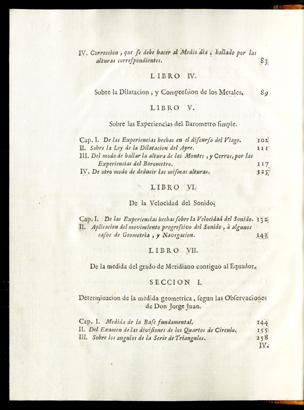 IV. Correccion, que se debe hacer al Medio dia, hallado por las
alturas correspondientes. 85
LIBRO IV.
Sobre la Dilatacion, y Compresion de los Metales. 89
LIBRO V.
Sobre las Experiencias del Barometro simple.
Cap. I. De las Experiencias hechas en el discurso del Viage. 102
II. Sobre la Ley de la Dilatacion del Ayre. 111
III. Del modo de hallar la altura de los Montes, y Cerros, por las
Experiencias del Barometro. 117
IV. De otro modo de deducir las mismas alturas. 125
LIBRO VI.
De la Velocidad del Sonido.
Cap. I. De las Experiencias hechas sobre la Velocidad del Sonido. 132
II. Aplicacion del movimiento progressivo del Sonido, à algunos
casos de Geometria, y Navegacion. 142
LIBRO VII.
De la medida del grado de Meridiano contiguo al Equador.
SECCION I.
Determinacion de la medida geometrica, segun las Observaciones
de Don Jorge Juan.
Cap. I. Medida de la Base fundamental. 144
II. Del Examen de las divisiones de los Quartos de Circulo. 155
III. Sobre los angulos de la Serie de Triangulos. 158
IV.